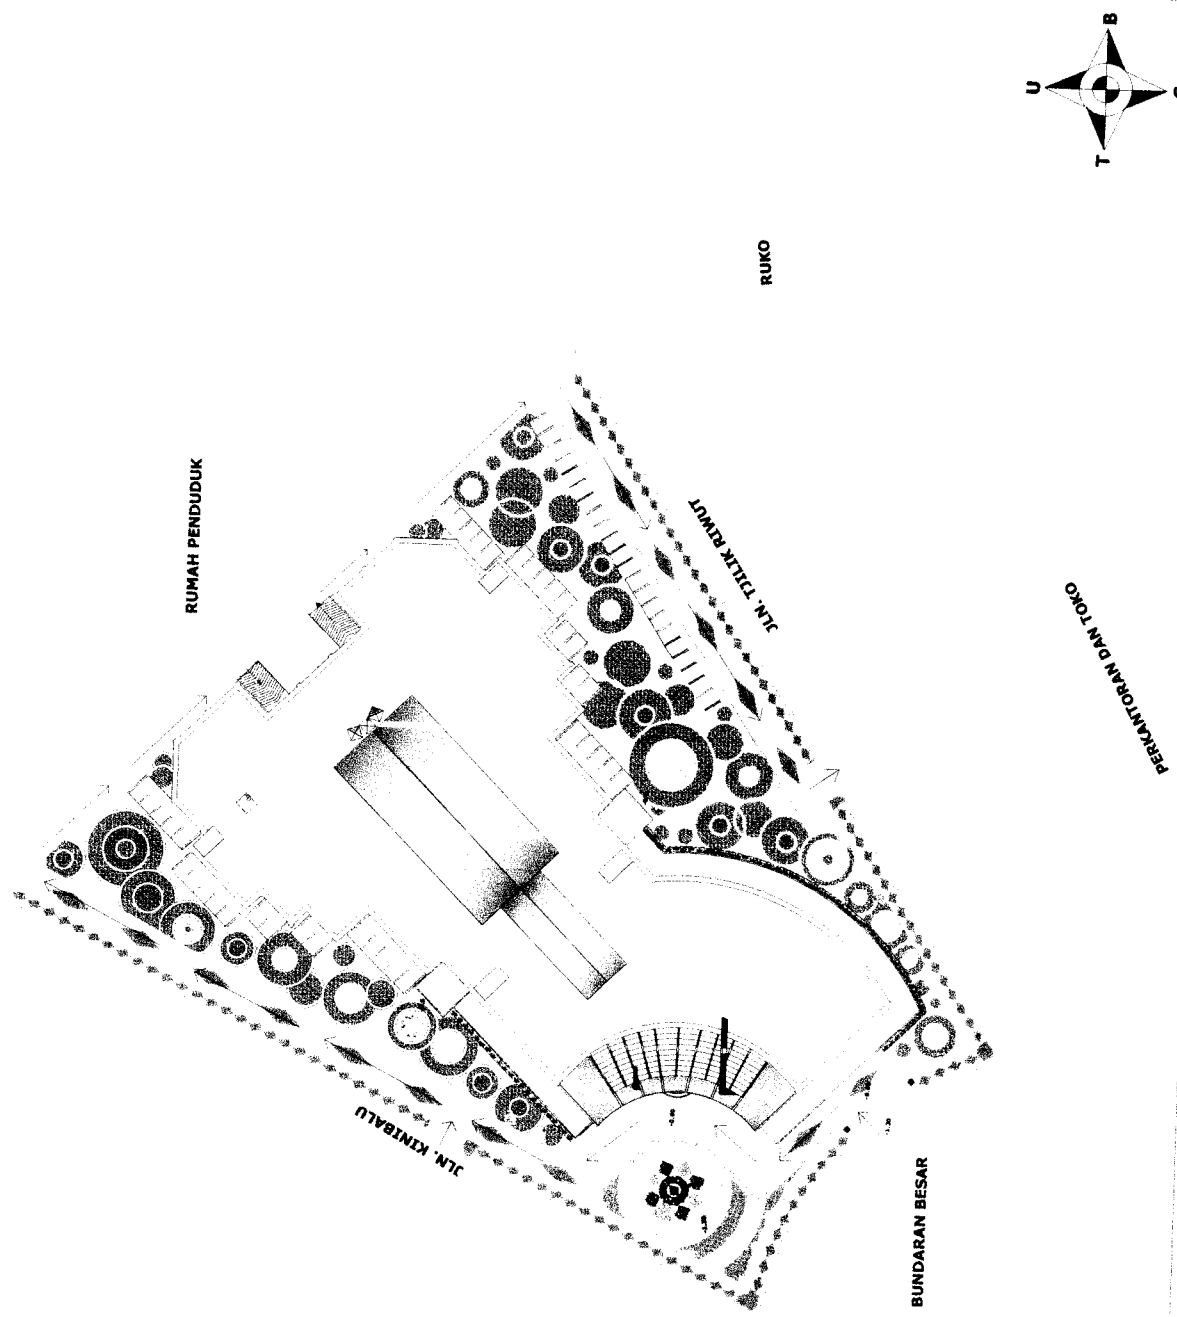 B
U
T
RUKO
RUMAH PENDUDUK
JLN. TJILIK RIWUT
PERKANTORAN DAN TOKO
JLN. KINIBALU
BUNDARAN BESAR